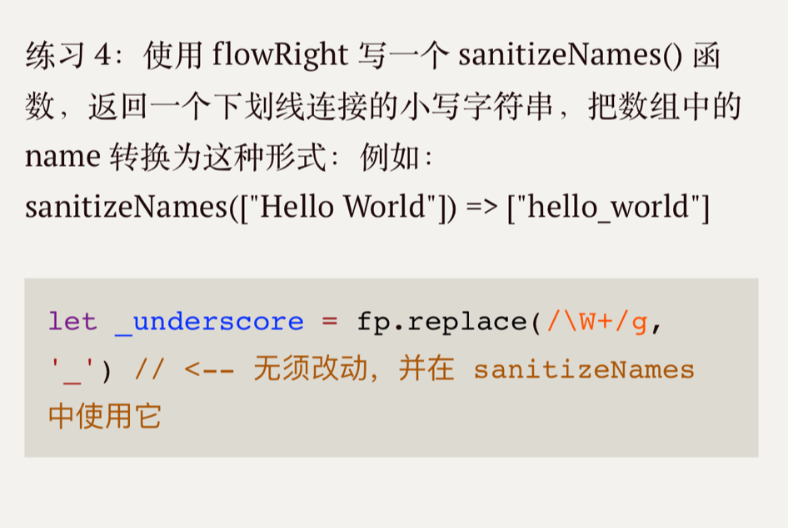 练习 4：使用 flowRight 写一个 sanitizeNames() 函
数，返回一个下划线连接的小写字符串，把数组中的
name 转换为这种形式：例如：
sanitizeNames(["Hello World"]) => ["hello_world"]
let _underscore = fp.replace(/\W+/g,
'_') // <-- 无须改动，并在 sanitizeNames
中使用它